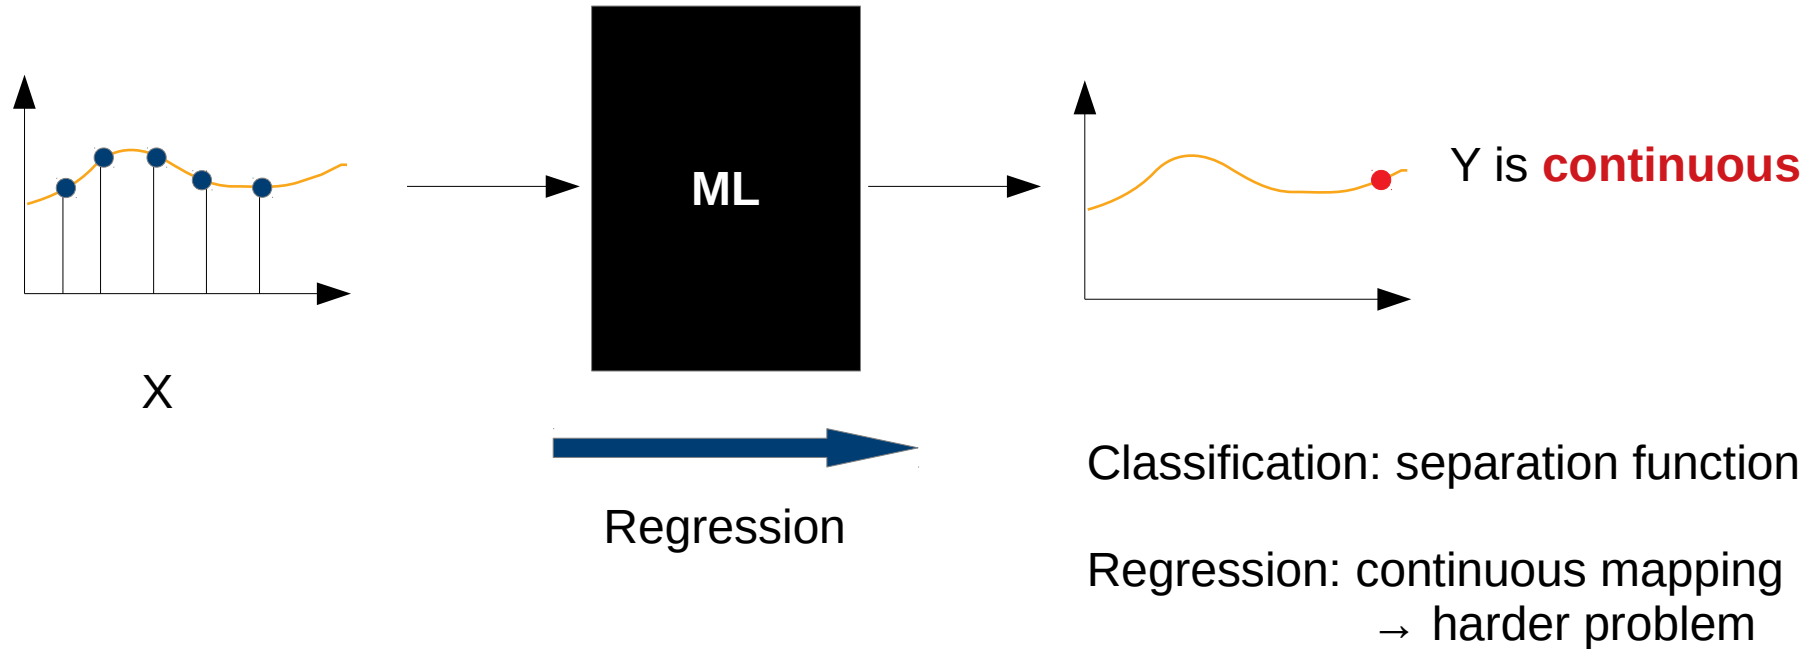 ML
Y is continuous
X
Regression
Classification: separation function
Regression: continuous mapping
→ harder problem